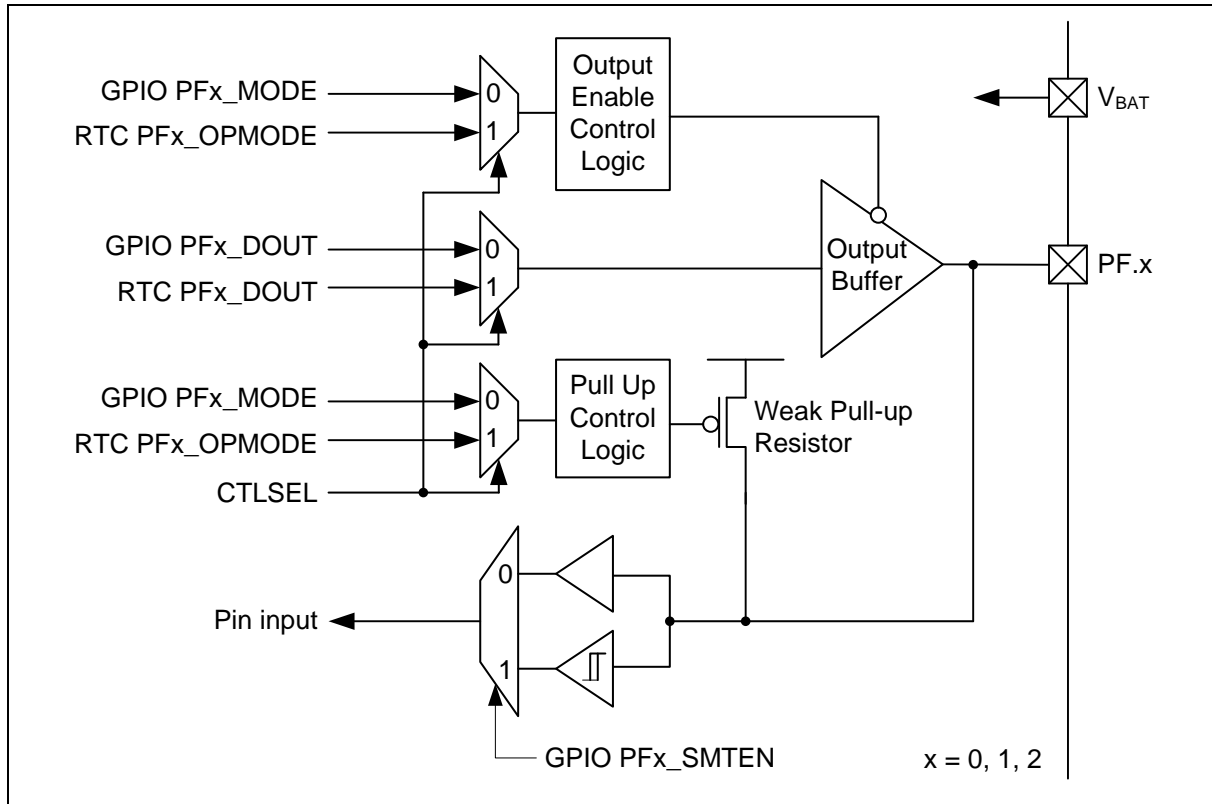 GPIO PFx_MODE
RTC PFx_OPMODE
0
1
Output
Enable
Control
Logic
VBAT
GPIO PFx_DOUT
RTC PFx_DOUT
0
1
Output
Buffer
PF.x
GPIO PFx_MODE
RTC PFx_OPMODE
CTLSEL
0
1
Pull Up
Control
Logic
Weak Pull-up
Resistor
Pin input
0
1
GPIO PFx_SMTEN
x = 0, 1, 2